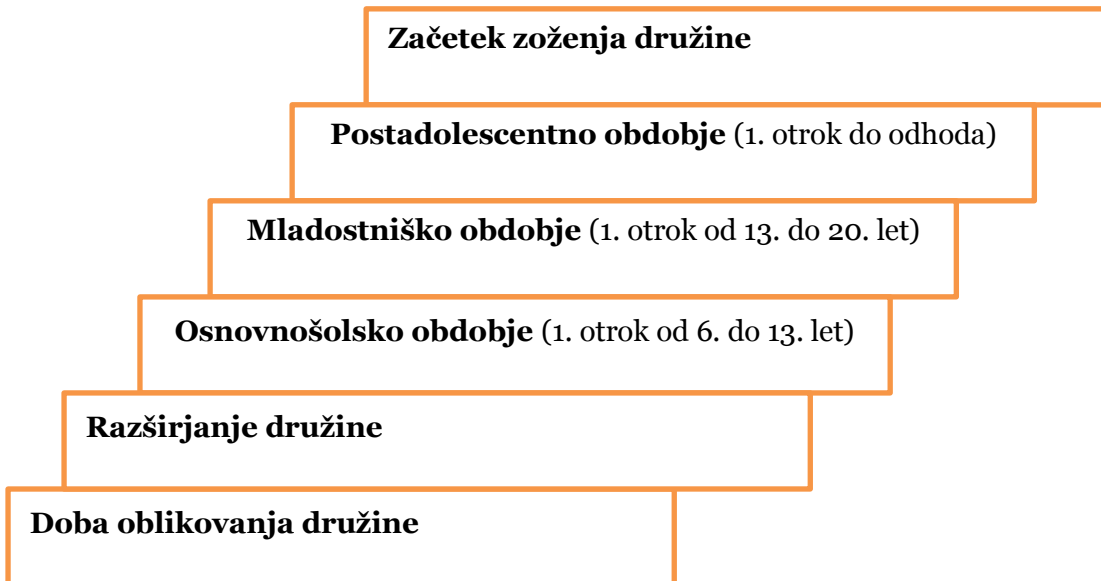 Začetek zoženja družine
Postadolescentno obdobje (1. otrok do odhoda)
Mladostniško obdobje (1. otrok od 13. do 20. let)
Osnovnošolsko obdobje (1. otrok od 6. do 13. let)
Razširjanje družine
Doba oblikovanja družine